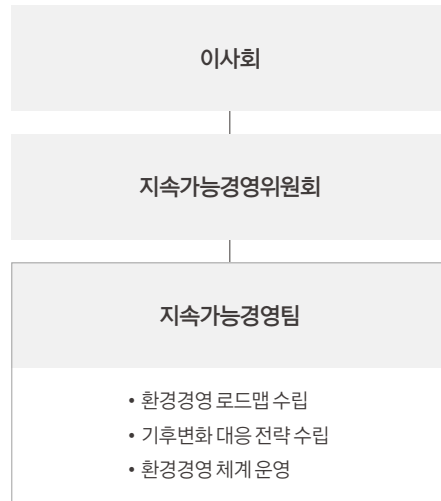 이사회
지속가능경영위원회
지속가능경영팀
• 환경경영 로드맵 수립
• 기후변화 대응 전략 수립
• 환경경영 체계 운영